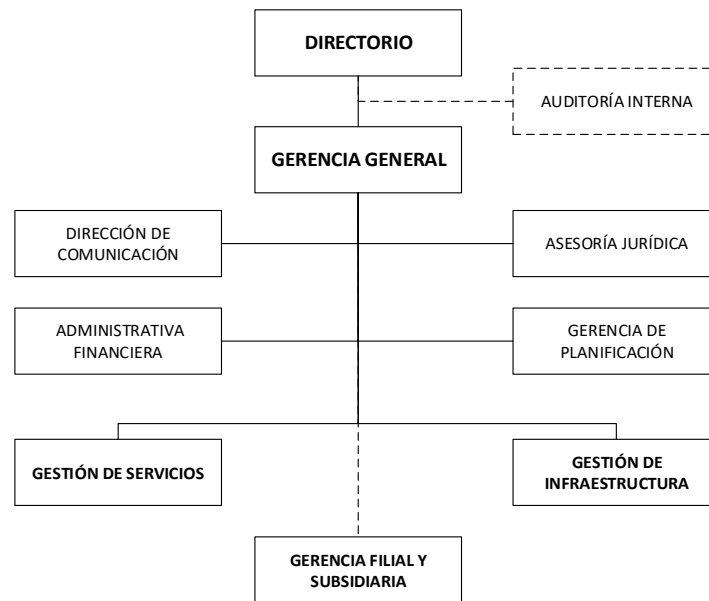 DIRECTORIO
AUDITORÍA INTERNA
GERENCIA GENERAL
DIRECCIÓN DE
COMUNICACIÓN
ASESORÍA JURÍDICA
ADMINISTRATIVA
FINANCIERA
GERENCIA DE
PLANIFICACIÓN
GESTIÓN DE SERVICIOS
GESTIÓN DE
INFRAESTRUCTURA
GERENCIA FILIAL Y
SUBSIDIARIA